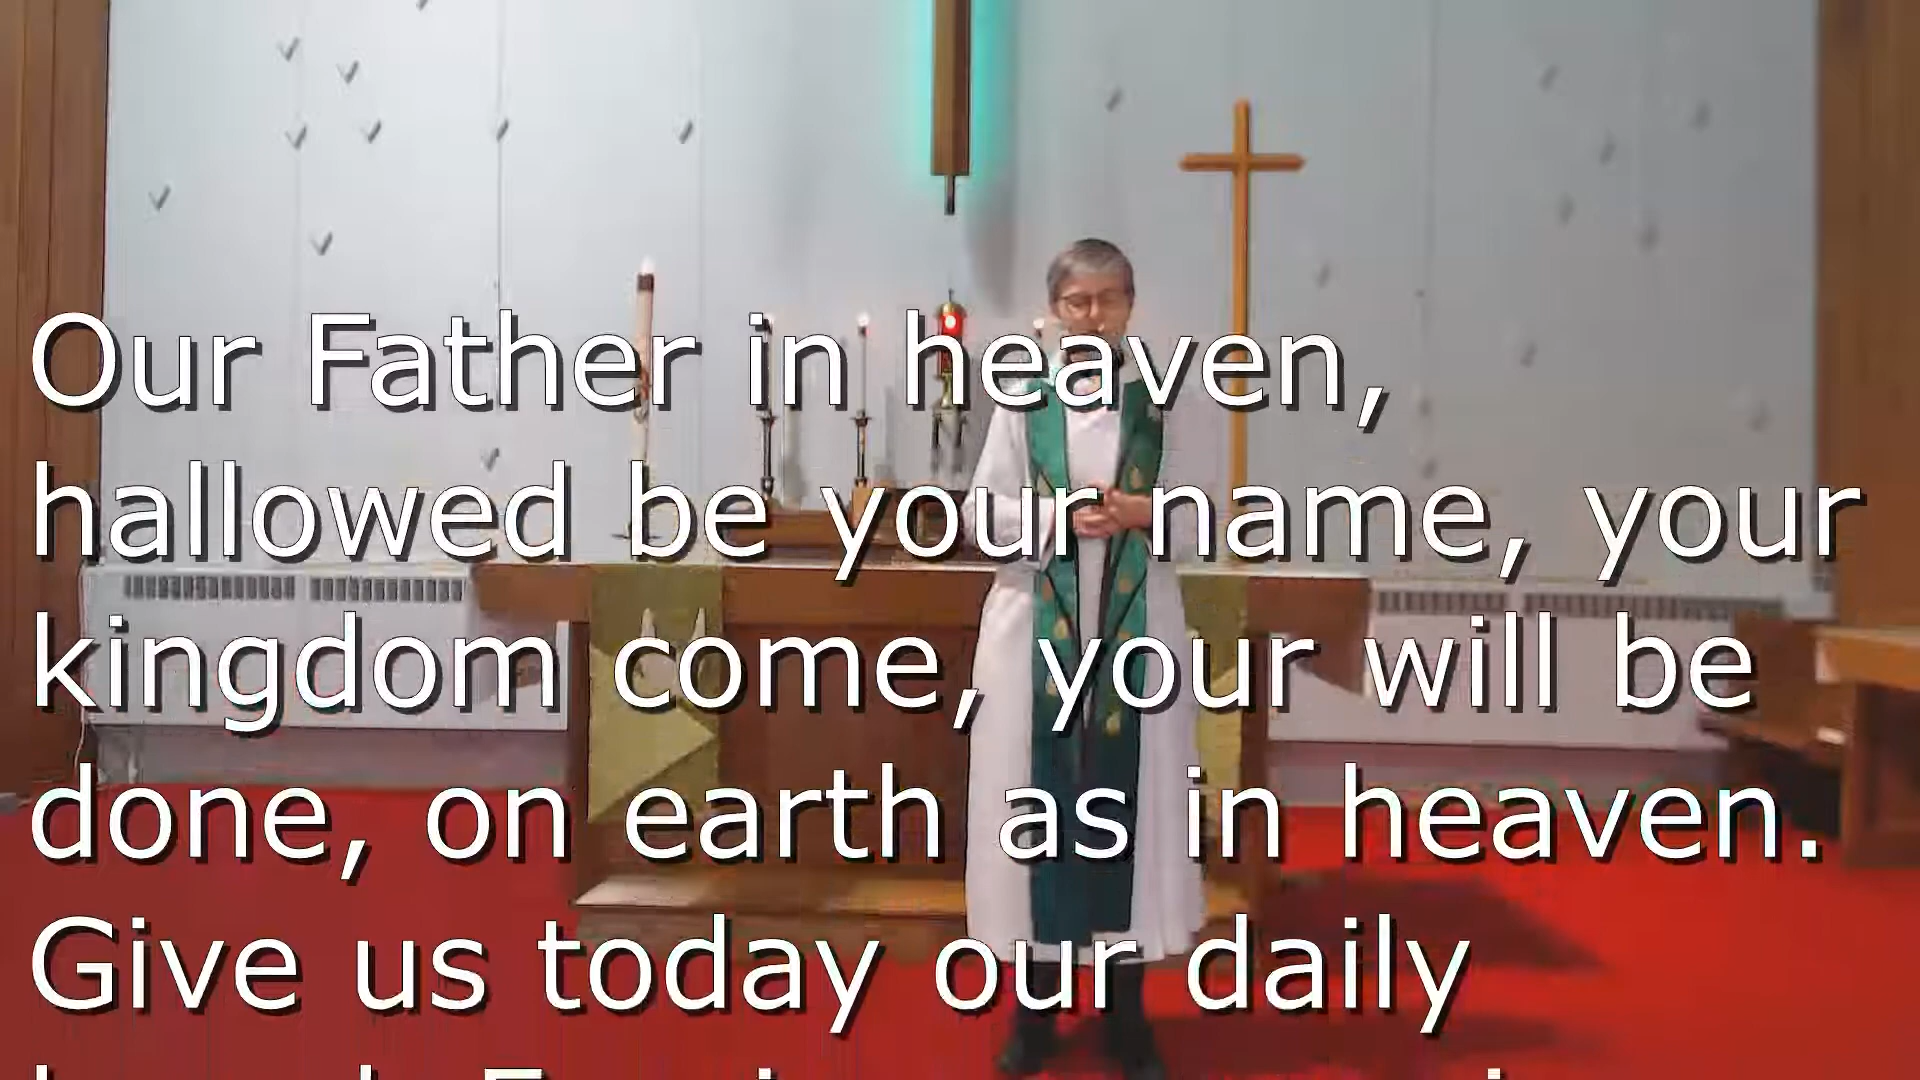 Our Father in heaven,
hallowed be your name, your
kingdom come, your will be
done, on earth as in heaven.
Give us today our daily